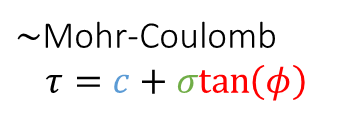 ~Mohr-Coulomb
τ = c + σtan(ϕ)